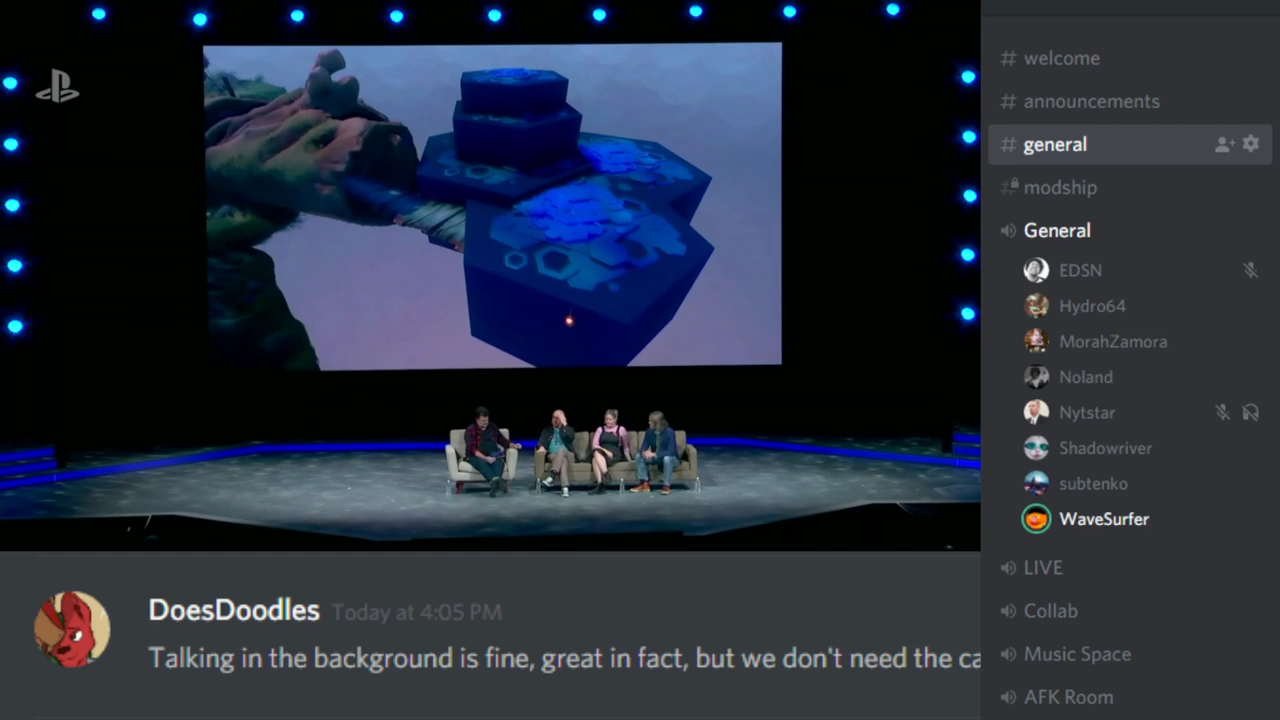 # welcome
# announcements
# general
# modship
General
EDSN
Hydro64
MorahZamora
Noland
Nytstar
Shadowriver
subtenko
WaveSurfer
LIVE
Collab
Music Space
AFK Room
DoesDoodles Today at 4:05 PM
Talking in the background is fine, great in fact, but we don't need the ca